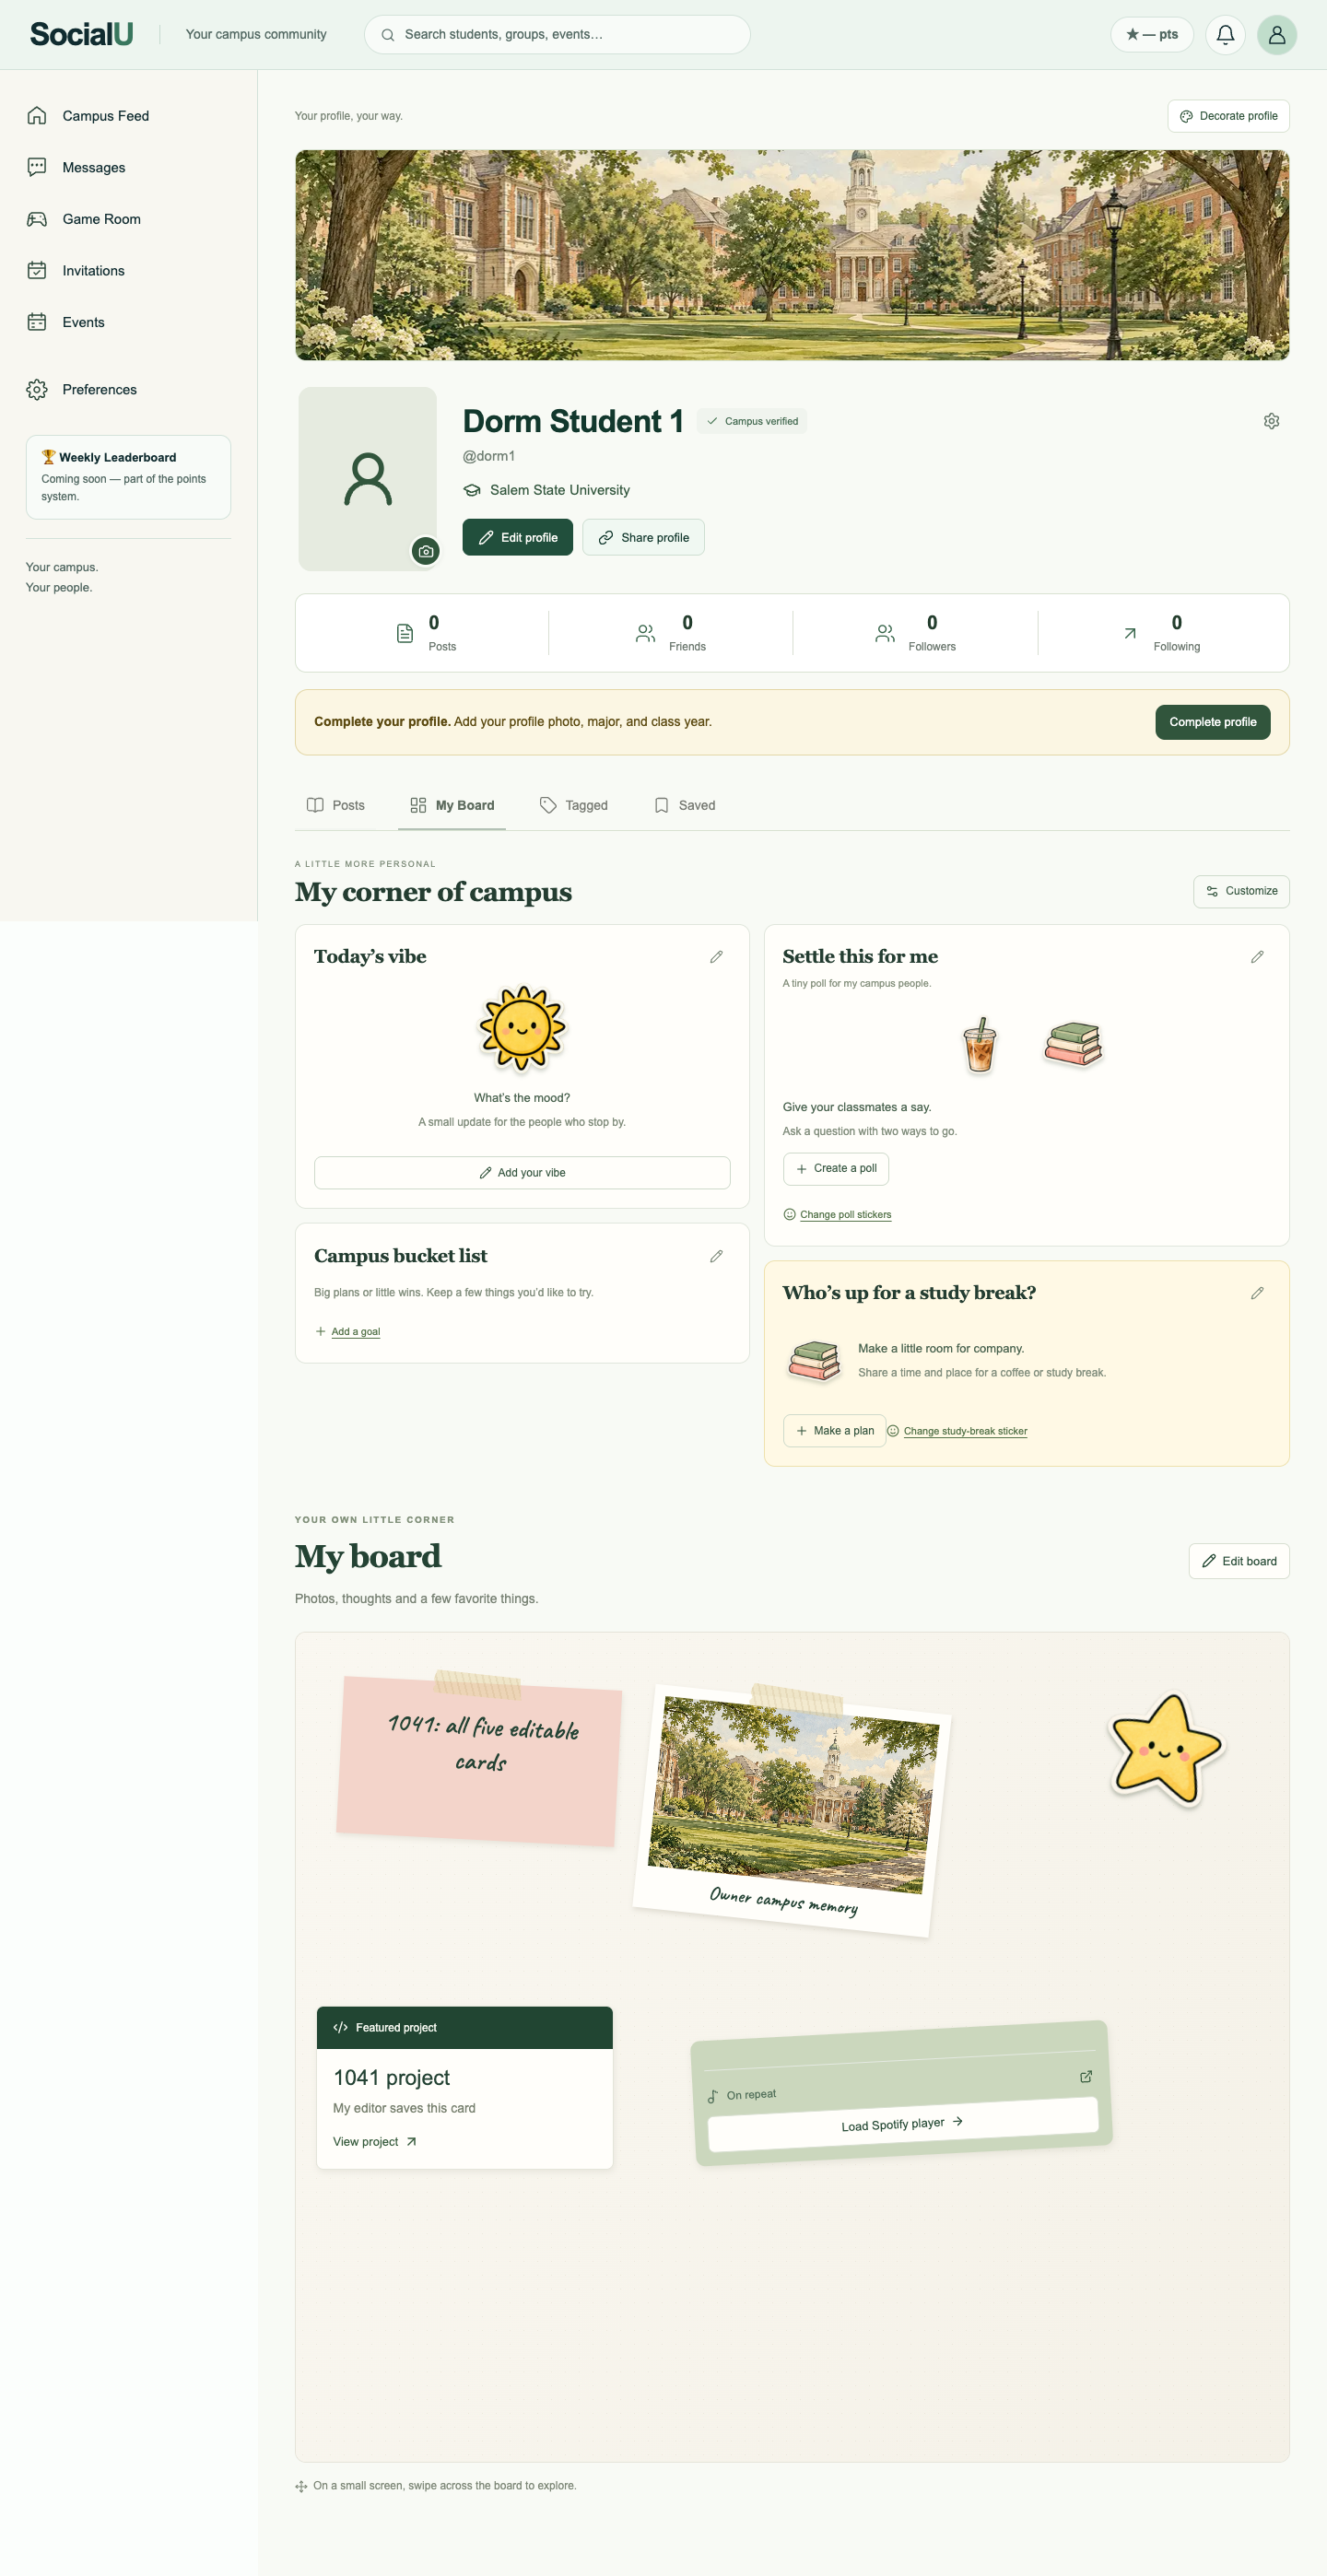 SocialU
Your campus community
Search students, groups, events...
★ — pts
Campus Feed
Messages
Game Room
Invitations
Events
Preferences
🏆 Weekly Leaderboard
Coming soon — part of the points
system.
Your campus.
Your people.
Your profile, your way.
Decorate profile
Dorm Student 1
Campus verified
@dorm1
Salem State University
Edit profile
Share profile
0
Posts
0
Friends
0
Followers
0
Following
Complete your profile. Add your profile photo, major, and class year.
Complete profile
Posts
My Board
Tagged
Saved
A LITTLE MORE PERSONAL
My corner of campus
Customize
Today’s vibe
What’s the mood?
A small update for the people who stop by.
Add your vibe
Campus bucket list
Big plans or little wins. Keep a few things you’d like to try.
Add a goal
Settle this for me
A tiny poll for my campus people.
Give your classmates a say.
Ask a question with two ways to go.
Create a poll
Change poll stickers
Who’s up for a study break?
Make a little room for company.
Share a time and place for a coffee or study break.
Make a plan
Change study-break sticker
YOUR OWN LITTLE CORNER
My board
Edit board
Photos, thoughts and a few favorite things.
1041: all five editable
cards
Owner campus memory
Featured project
1041 project
My editor saves this card
View project
On repeat
Load Spotify player
On a small screen, swipe across the board to explore.